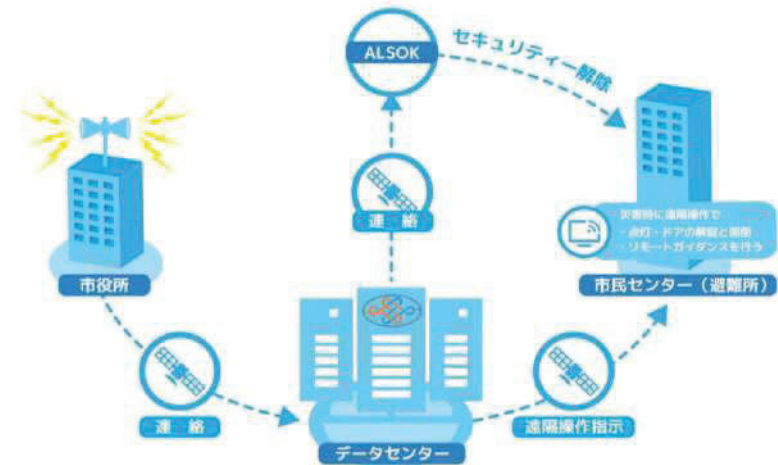 ALSOK
セキュリティー解除
連絡
災害時に遠隔操作で
・点灯・ドアの解錠と開閉
・リモートガイダンスを行う
市役所
市民センター（避難所）
連絡
遠隔操作指示
データセンター